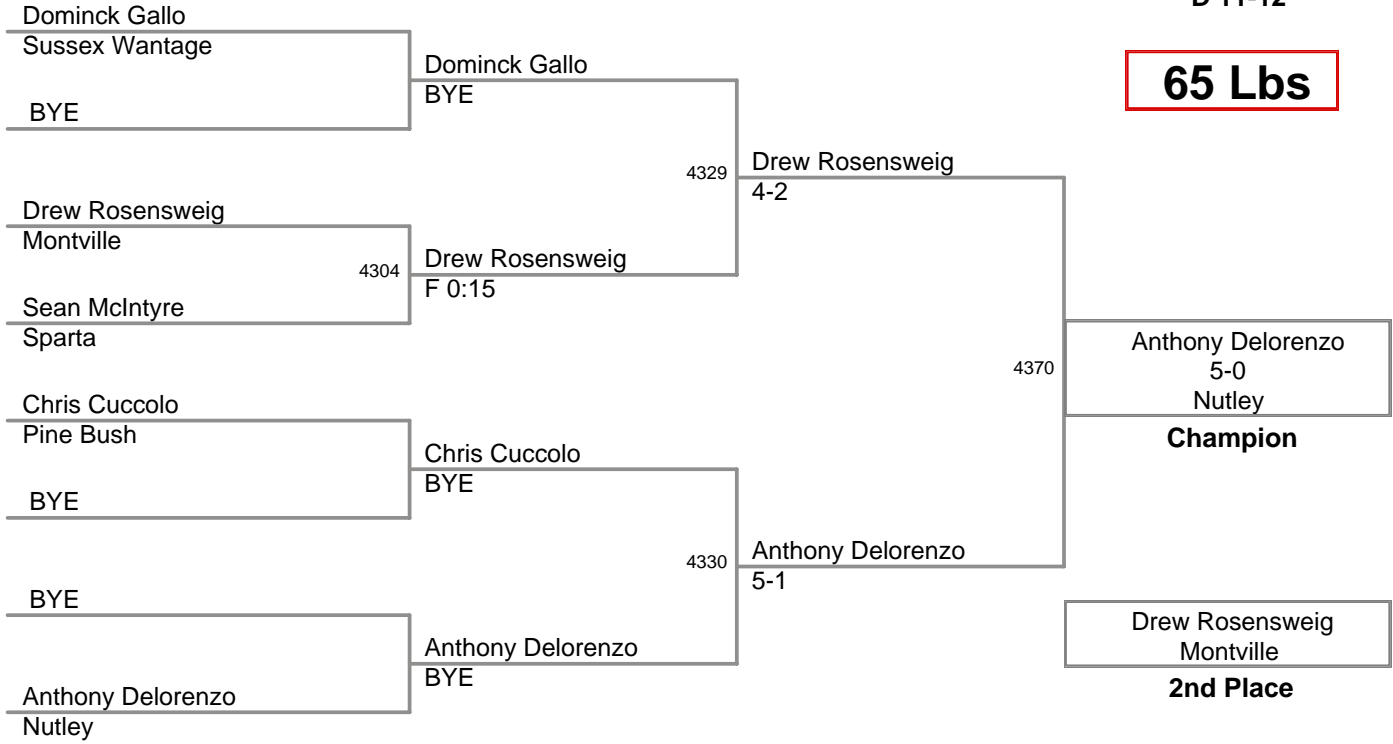 D 11-12
65 Lbs
Dominck Gallo
Sussex Wantage
BYE
Drew Rosensweig
Montville
4304
Sean McIntyre
Sparta
Chris Cuccolo
Pine Bush
BYE
BYE
Anthony Delorenzo
Nutley
Dominck Gallo
BYE
4329
Drew Rosensweig
F 0:15
Chris Cuccolo
BYE
4330
Anthony Delorenzo
BYE
Drew Rosensweig
4-2
4370
Anthony Delorenzo
5-1
Anthony Delorenzo
5-0
Nutley
Champion
Drew Rosensweig
Montville
2nd Place